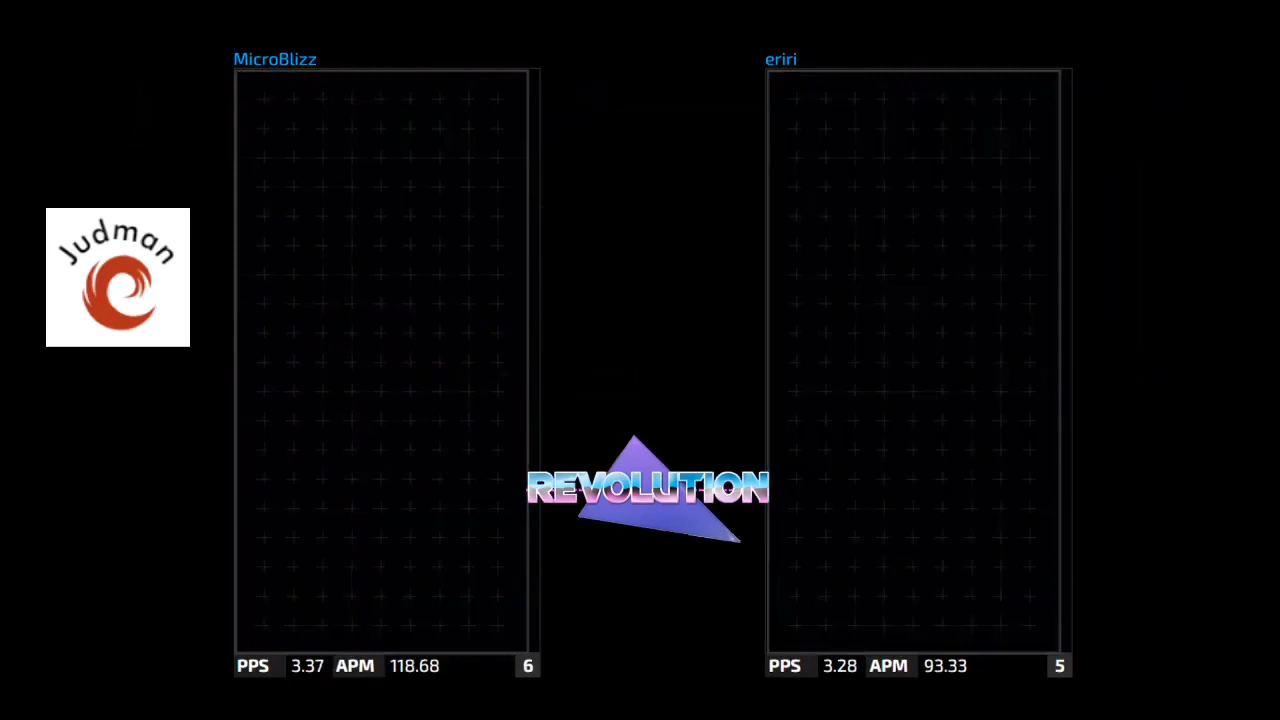 MicroBlizz
eriri
Judman
REVOLUTION
PPS 3.37 APM 118.68 6
PPS 3.28 APM 93.33 5